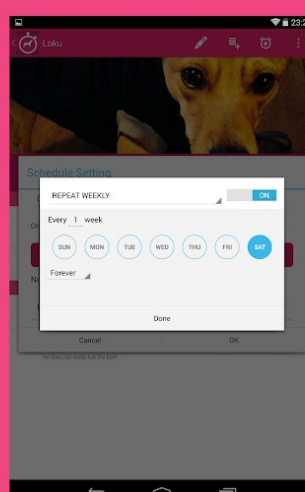 23:2
Loku
Schedule Setting
REPEAT WEEKLY
ON
Every 1 week
SUN MON TUE WED THU FRI SAT
Forever
Done
Cancel OK